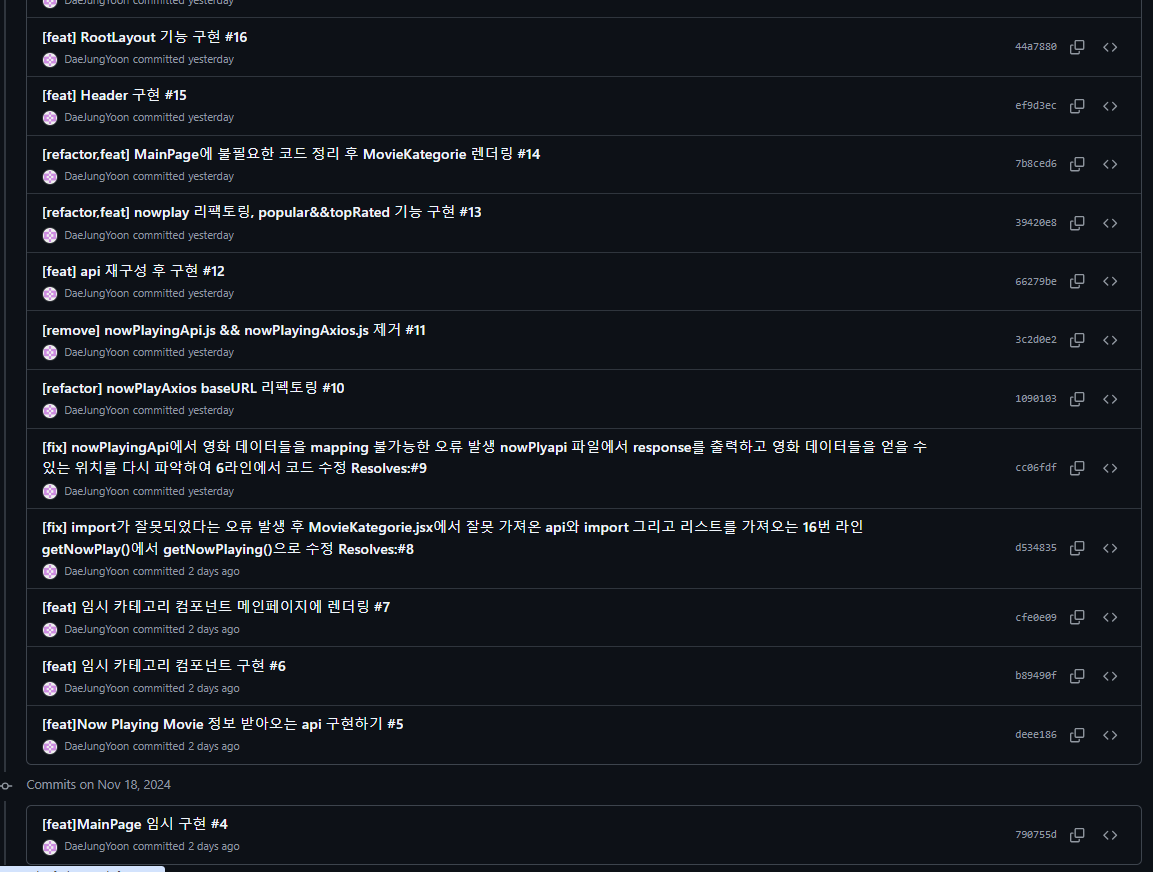 DaeJungYoon committed yesterday
[feat] RootLayout 기능 구현 #16
DaeJungYoon committed yesterday
44a7880
[feat] Header 구현 #15
DaeJungYoon committed yesterday
ef9d3ec
[refactor,feat] MainPage에 불필요한 코드 정리 후 MovieKategorie 렌더링 #14
DaeJungYoon committed yesterday
7b8ced6
[refactor,feat] nowplay 리팩토링, popular&&topRated 기능 구현 #13
DaeJungYoon committed yesterday
39420e8
[feat] api 재구성 후 구현 #12
DaeJungYoon committed yesterday
66279be
[remove] nowPlayingApi.js && nowPlayingAxios.js 제거 #11
DaeJungYoon committed yesterday
3c2d0e2
[refactor] nowPlayAxios baseURL 리펙토링 #10
DaeJungYoon committed yesterday
1090103
[fix] nowPlayingApi에서 영화 데이터들을 mapping 불가능한 오류 발생 nowPlyapi 파일에서 response를 출력하고 영화 데이터들을 얻을 수
있는 위치를 다시 파악하여 6라인에서 코드 수정 Resolves:#9
DaeJungYoon committed yesterday
cc06fdf
[fix] import가 잘못되었다는 오류 발생 후 MovieKategorie.jsx에서 잘못 가져온 api와 import 그리고 리스트를 가져오는 16번 라인
getNowPlay()에서 getNowPlaying()으로 수정 Resolves:#8
DaeJungYoon committed 2 days ago
d534835
[feat] 임시 카테고리 컴포넌트 메인페이지에 렌더링 #7
DaeJungYoon committed 2 days ago
cfe0e09
[feat] 임시 카테고리 컴포넌트 구현 #6
DaeJungYoon committed 2 days ago
b89490f
[feat]Now Playing Movie 정보 받아오는 api 구현하기 #5
DaeJungYoon committed 2 days ago
deee186
Commits on Nov 18, 2024
[feat]MainPage 임시 구현 #4
DaeJungYoon committed 2 days ago
790755d